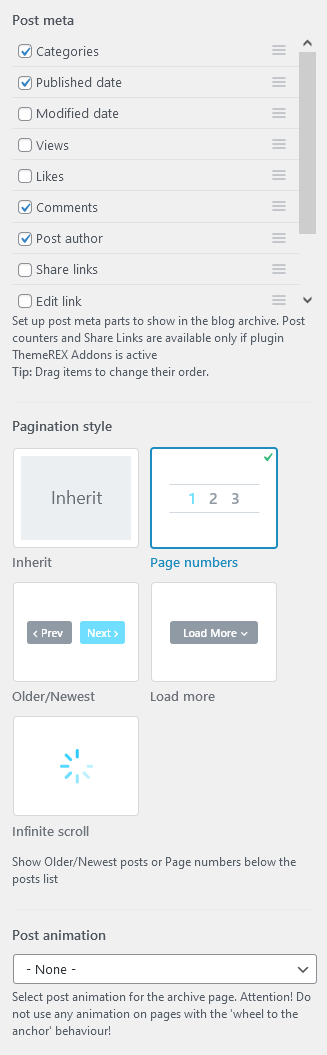 Post meta
Categories
Published date
Modified date
Views
Likes
Comments
Post author
Share links
Edit link
Set up post meta parts to show in the blog archive. Post
counters and Share Links are available only if plugin
ThemeREX Addons is active
Tip: Drag items to change their order.
Pagination style
Inherit
1 2 3
Inherit
Page numbers
‹ Prev
Next ›
Load More
Older/Newest
Load more
Infinite scroll
Show Older/Newest posts or Page numbers below the
posts list
Post animation
- None -
Select post animation for the archive page. Attention! Do
not use any animation on pages with the 'wheel to the
anchor' behaviour!